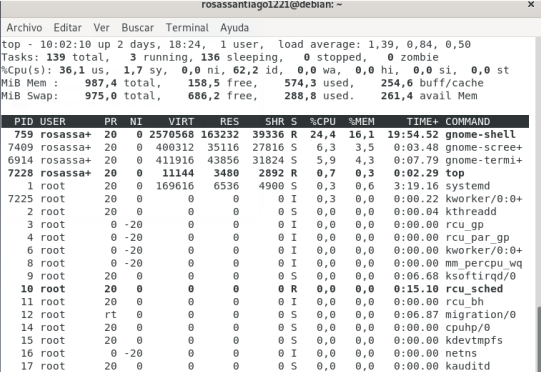 rosassantiago1221@debian: ~ ×
Archivo Editar Ver Buscar Terminal Ayuda
top - 10:02:10 up 2 days, 18:24, 1 user, load average: 1,39, 0,84, 0,50
Tasks: 139 total, 3 running, 136 sleeping, 0 stopped, 0 zombie
%Cpu(s): 36,1 us, 1,7 sy, 0,0 ni, 62,2 id, 0,0 wa, 0,0 hi, 0,0 si, 0,0 st
MiB Mem : 987,4 total, 158,5 free, 574,3 used, 254,6 buff/cache
MiB Swap: 975,0 total, 686,2 free, 288,8 used. 261,4 avail Mem
PID USER PR NI VIRT RES SHR S %CPU %MEM TIME+ COMMAND
759 rosassa+ 20 0 2570568 163232 39336 R 24,4 16,1 19:54.52 gnome-shell
7409 rosassa+ 20 0 400312 35116 27816 S 6,3 3,5 0:03.48 gnome-scree+
6914 rosassa+ 20 0 411916 43856 31824 S 5,9 4,3 0:07.79 gnome-termi+
7228 rosassa+ 20 0 11144 3480 2892 R 0,7 0,3 0:02.29 top
1 root 20 0 169616 6536 4900 S 0,3 0,6 3:19.16 systemd
7225 root 20 0 0 0 0 I 0,3 0,0 0:00.22 kworker/0:0+
2 root 20 0 0 0 0 S 0,0 0,0 0:00.04 kthreadd
3 root 0 -20 0 0 0 I 0,0 0,0 0:00.00 rcu_gp
4 root 0 -20 0 0 0 I 0,0 0,0 0:00.00 rcu_par_gp
6 root 0 -20 0 0 0 I 0,0 0,0 0:00.00 kworker/0:0+
8 root 0 -20 0 0 0 I 0,0 0,0 0:00.00 mm_percpu_wq
9 root 20 0 0 0 0 S 0,0 0,0 0:06.68 ksoftirqd/0
10 root 20 0 0 0 0 R 0,0 0,0 0:15.10 rcu_sched
11 root 20 0 0 0 0 I 0,0 0,0 0:00.00 rcu_bh
12 root rt 0 0 0 0 S 0,0 0,0 0:06.87 migration/0
14 root 20 0 0 0 0 S 0,0 0,0 0:00.00 cpuhp/0
15 root 20 0 0 0 0 S 0,0 0,0 0:00.00 kdevtmpfs
16 root 0 -20 0 0 0 I 0,0 0,0 0:00.00 netns
17 root 20 0 0 0 0 S 0,0 0,0 0:00.00 kauditd